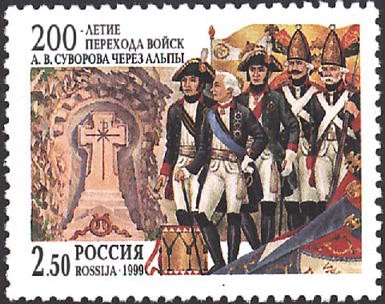 200-ЛЕТИЕ
ПЕРЕХОДА ВОЙСК
А. В. СУВОРОВА ЧЕРЕЗ АЛЬПЫ
2.50 РОССИЯ
ROSSIJA · 1999